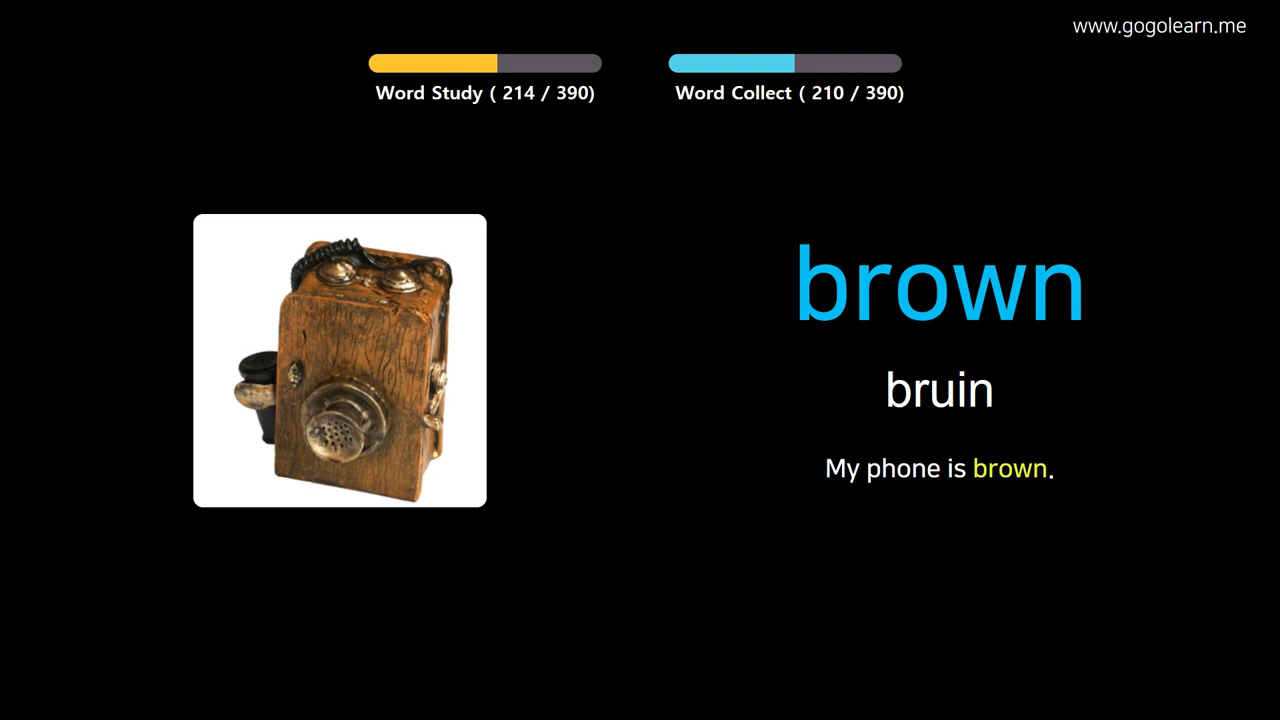 www.gogolearn.me
Word Study ( 214 / 390)
Word Collect ( 210 / 390)
brown
bruin
My phone is brown.